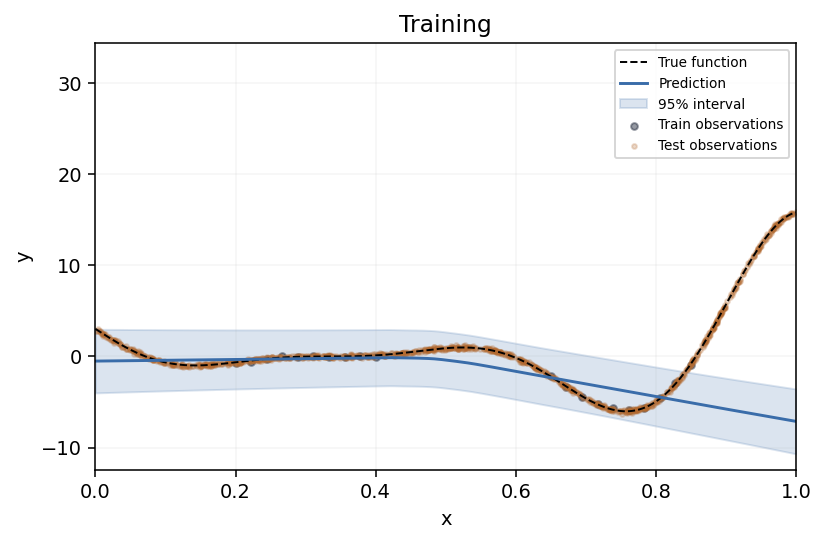 Training
True function
Prediction
95% interval
Train observations
Test observations
30
20
10
0
−10
y
0.0 0.2 0.4 0.6 0.8 1.0
x